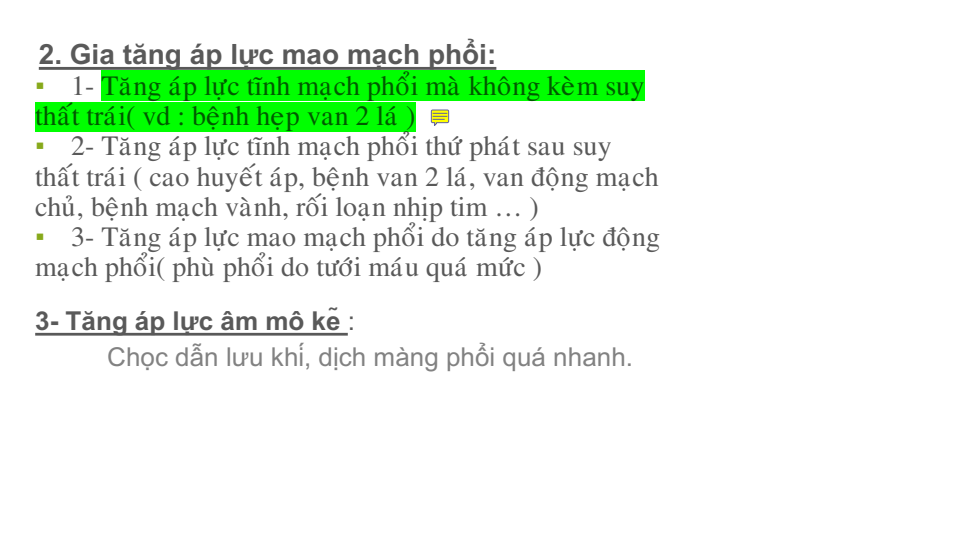 2. Gia tăng áp lực mao mạch phổi:
▪ 1- Tăng áp lực tĩnh mạch phổi mà không kèm suy
thất trái( vd : bệnh hẹp van 2 lá )
▪ 2- Tăng áp lực tĩnh mạch phổi thứ phát sau suy
thất trái ( cao huyết áp, bệnh van 2 lá, van động mạch
chủ, bệnh mạch vành, rối loạn nhịp tim … )
▪ 3- Tăng áp lực mao mạch phổi do tăng áp lực động
mạch phổi( phù phổi do tưới máu quá mức )
3- Tăng áp lực âm mô kẽ :
Chọc dẫn lưu khí, dịch màng phổi quá nhanh.